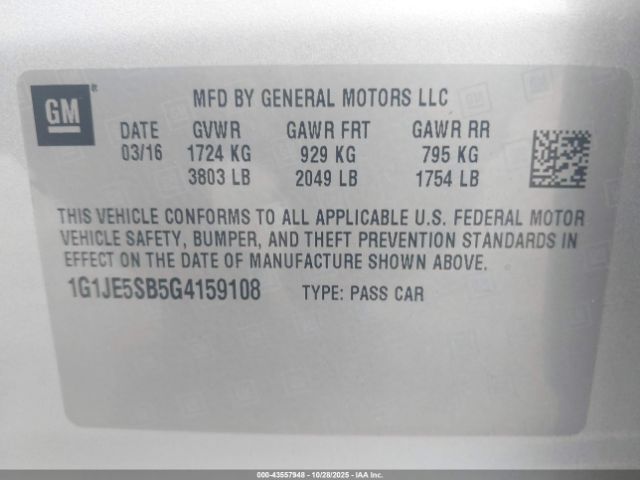 GM
®
MFD BY GENERAL MOTORS LLC
DATE GVWR GAWR FRT GAWR RR
03/16 1724 KG 929 KG 795 KG
3803 LB 2049 LB 1754 LB
THIS VEHICLE CONFORMS TO ALL APPLICABLE U.S. FEDERAL MOTOR
VEHICLE SAFETY, BUMPER, AND THEFT PREVENTION STANDARDS IN
EFFECT ON THE DATE OF MANUFACTURE SHOWN ABOVE.
1G1JE5SB5G4159108 TYPE: PASS CAR
000-43557948 - 10/28/2025 - IAA Inc.